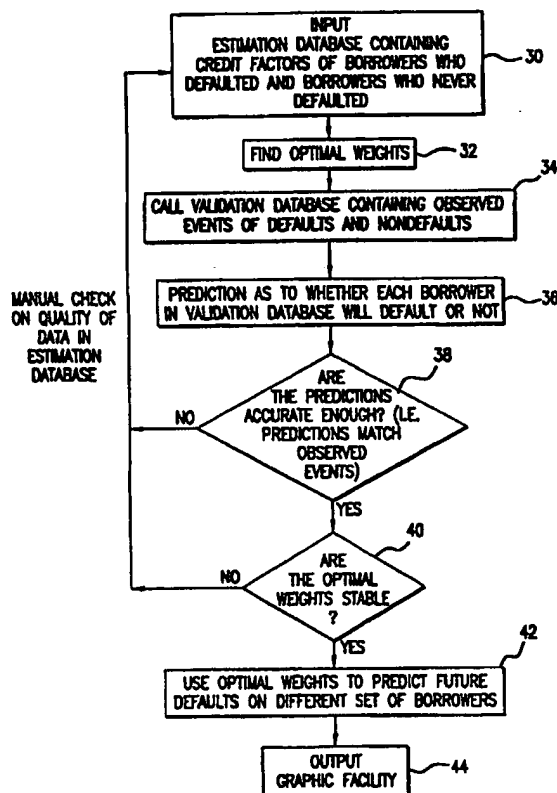 INPUT
ESTIMATION DATABASE CONTAINING
CREDIT FACTORS OF BORROWERS WHO
DEFAULTED AND BORROWERS WHO NEVER
DEFAULTED
30
FIND OPTIMAL WEIGHTS
32
34
CALL VALIDATION DATABASE CONTAINING OBSERVED
EVENTS OF DEFAULTS AND NONDEFAULTS
MANUAL CHECK
ON QUALITY OF
DATA IN
ESTIMATION
DATABASE
PREDICTION AS TO WHETHER EACH BORROWER
IN VALIDATION DATABASE WILL DEFAULT OR NOT
36
38
ARE
THE PREDICTIONS
ACCURATE ENOUGH? (I.E.
PREDICTIONS MATCH
OBSERVED
EVENTS)
NO
YES
40
ARE
THE OPTIMAL
WEIGHTS STABLE
?
NO
YES
42
USE OPTIMAL WEIGHTS TO PREDICT FUTURE
DEFAULTS ON DIFFERENT SET OF BORROWERS
OUTPUT
GRAPHIC FACILITY
44